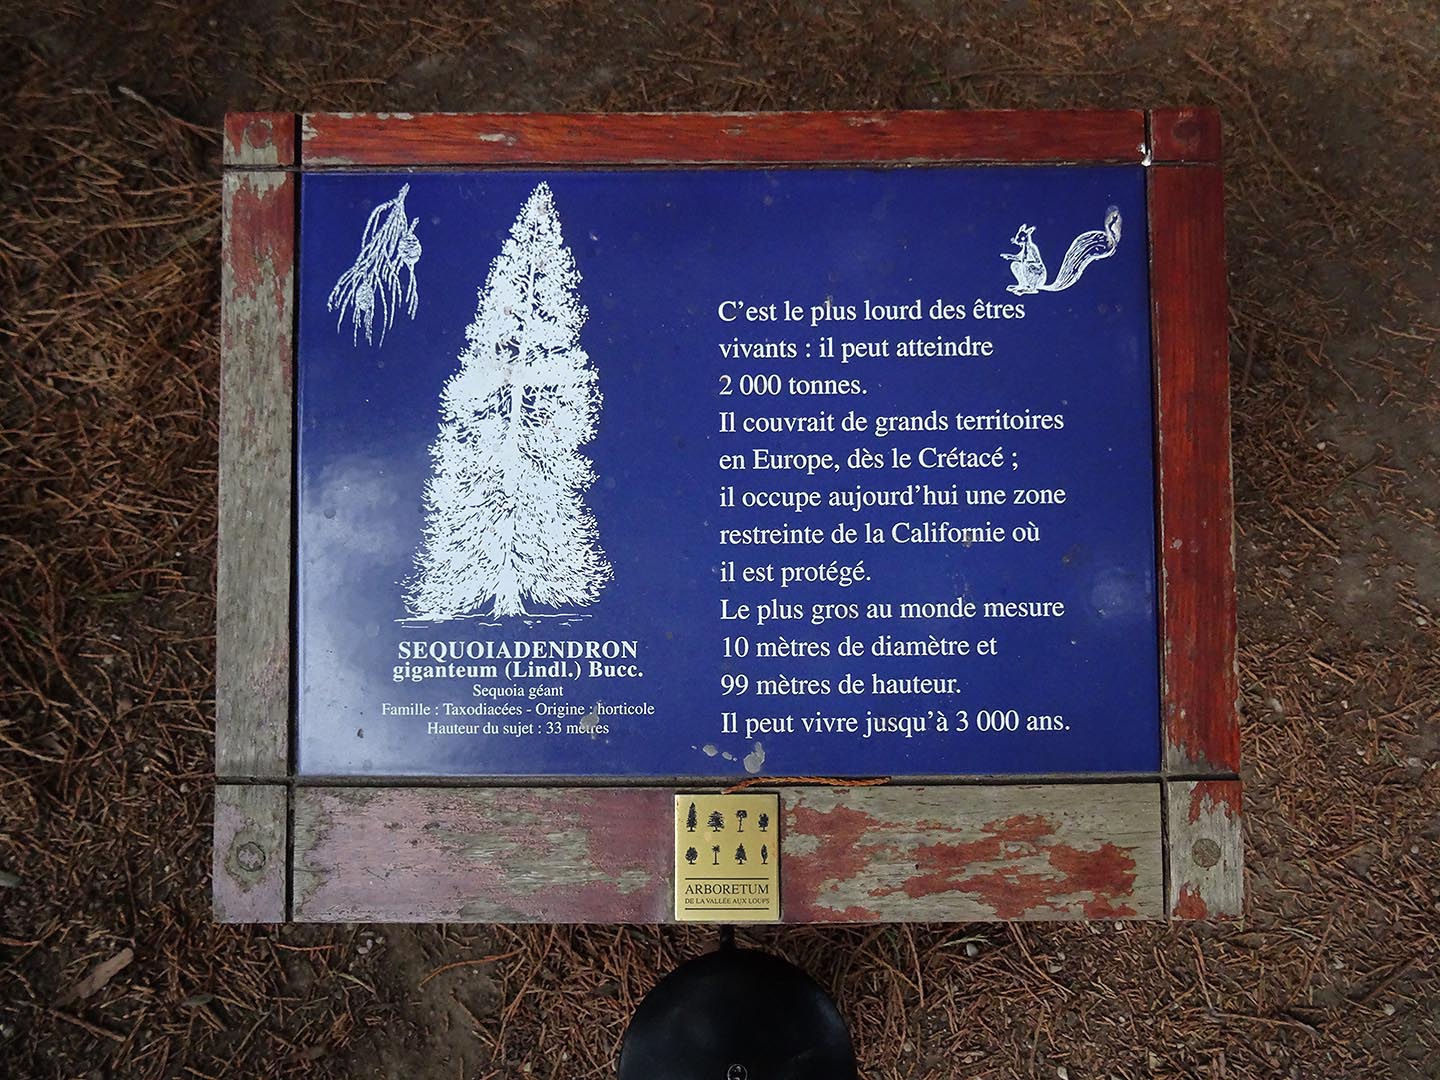 C'est le plus lourd des êtres
vivants : il peut atteindre
2 000 tonnes.
Il couvrait de grands territoires
en Europe, dès le Crétacé ;
il occupe aujourd'hui une zone
restreinte de la Californie où
il est protégé.
Le plus gros au monde mesure
10 mètres de diamètre et
99 mètres de hauteur.
Il peut vivre jusqu'à 3 000 ans.
SEQUOIADENDRON
giganteum (Lindl.) Bucc.
Sequoia géant
Famille : Taxodiacées - Origine : horticole
Hauteur du sujet : 33 mètres
ARBORETUM
DE LA VALLÉE AUX LOUPS